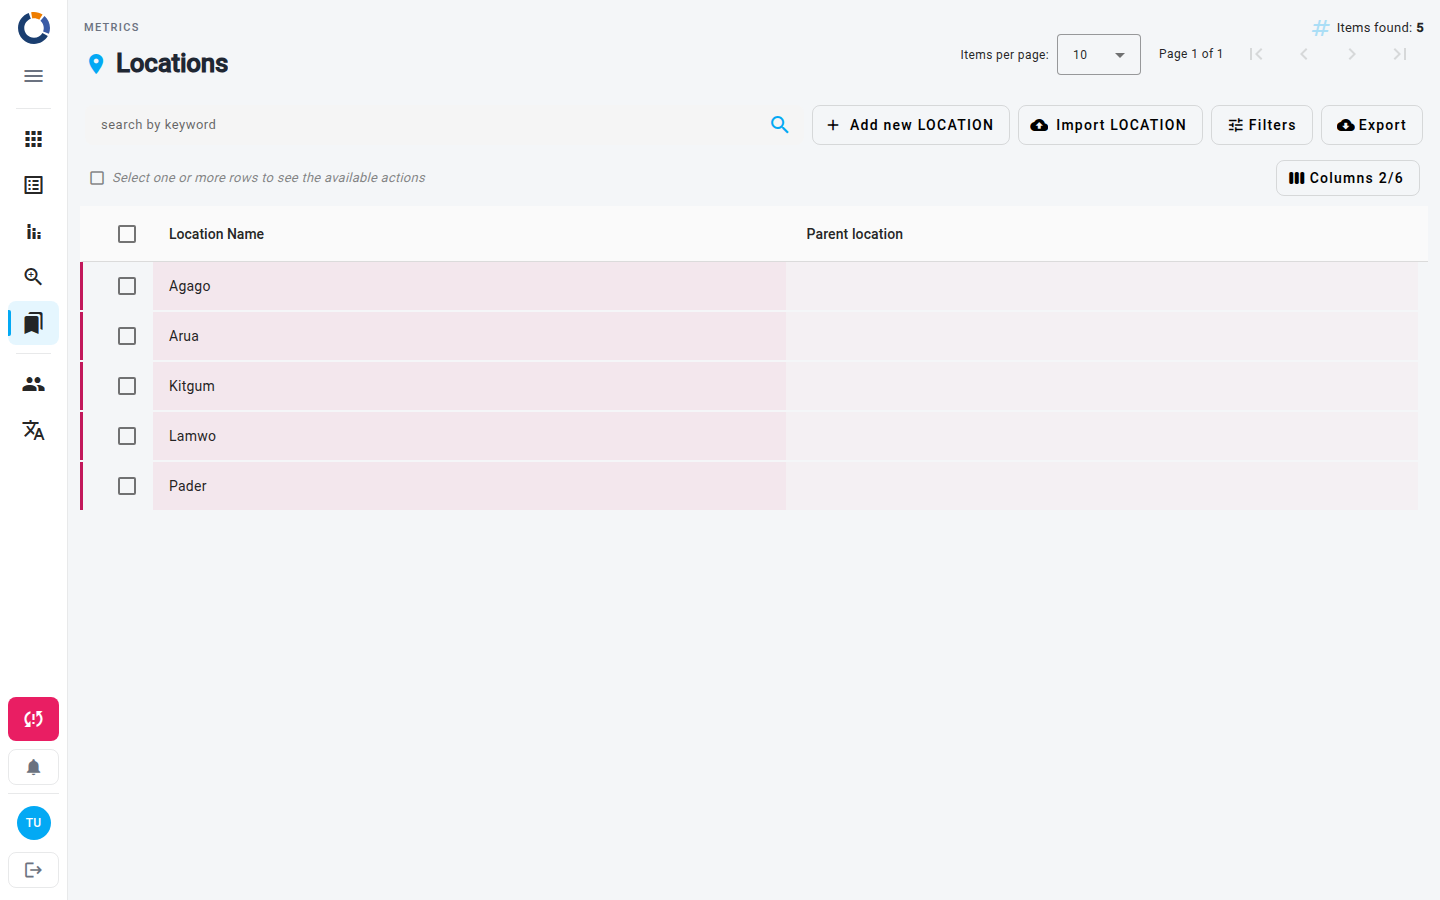 METRICS
Locations
Items found: 5
Items per page: 10 Page 1 of 1
search by keyword
Add new LOCATION
Import LOCATION
Filters
Export
Select one or more rows to see the available actions
Columns 2/6
Location Name Parent location
Agago
Arua
Kitgum
Lamwo
Pader
TU